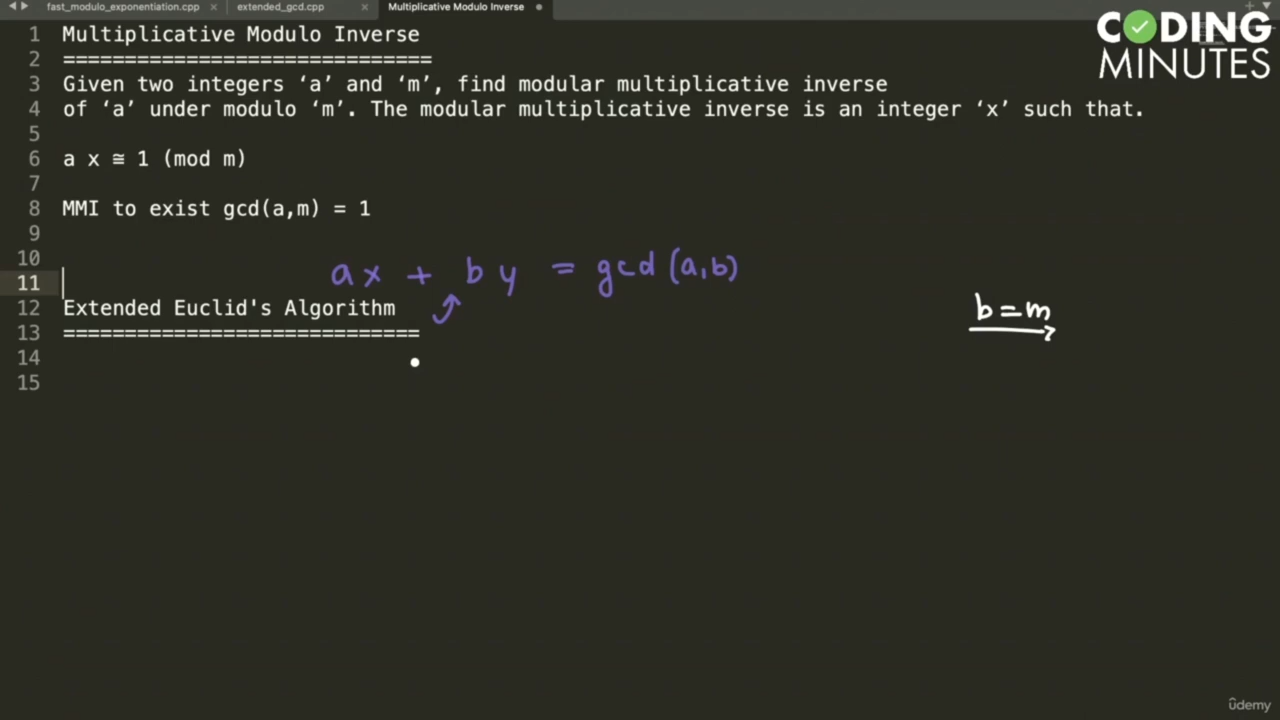 fast_modulo_exponentiation.cpp extended_gcd.cpp Multiplicative Modulo Inverse
CODING
MINUTES
1 Multiplicative Modulo Inverse
2 ==============================
3 Given two integers ‘a’ and ‘m’, find modular multiplicative inverse
4 of ‘a’ under modulo ‘m’. The modular multiplicative inverse is an integer ‘x’ such that.
5
6 a x ≅ 1 (mod m)
7
8 MMI to exist gcd(a,m) = 1
9
10
ax + by = gcd(a,b)
11
12 Extended Euclid's Algorithm
b=m
13 =============================
14
15
ûdemy